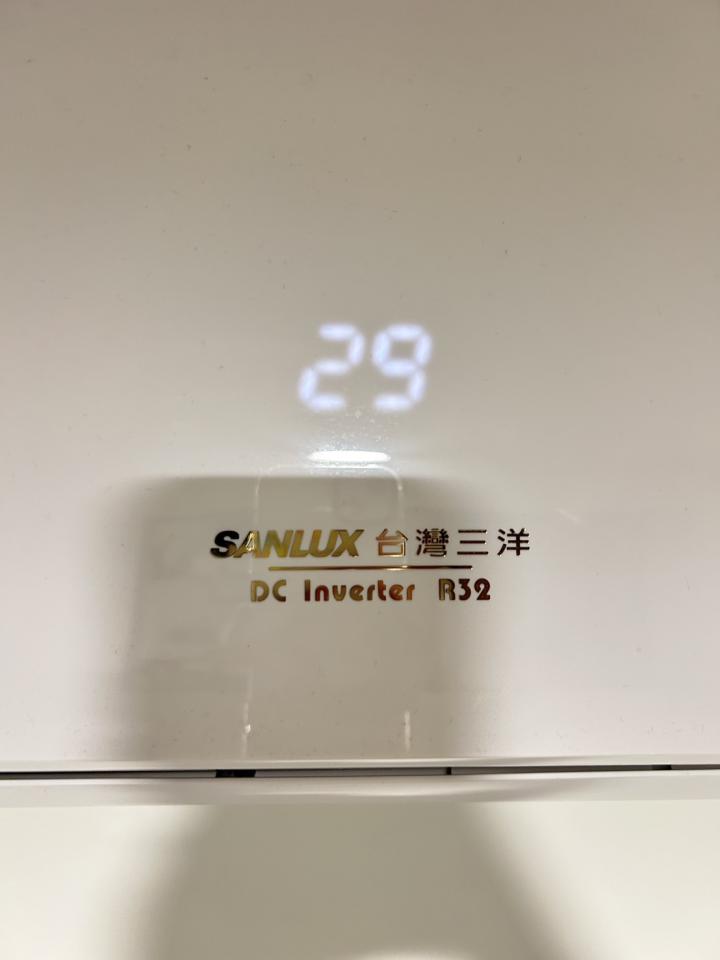 29
SANLUX 台灣三洋
DC Inverter R32